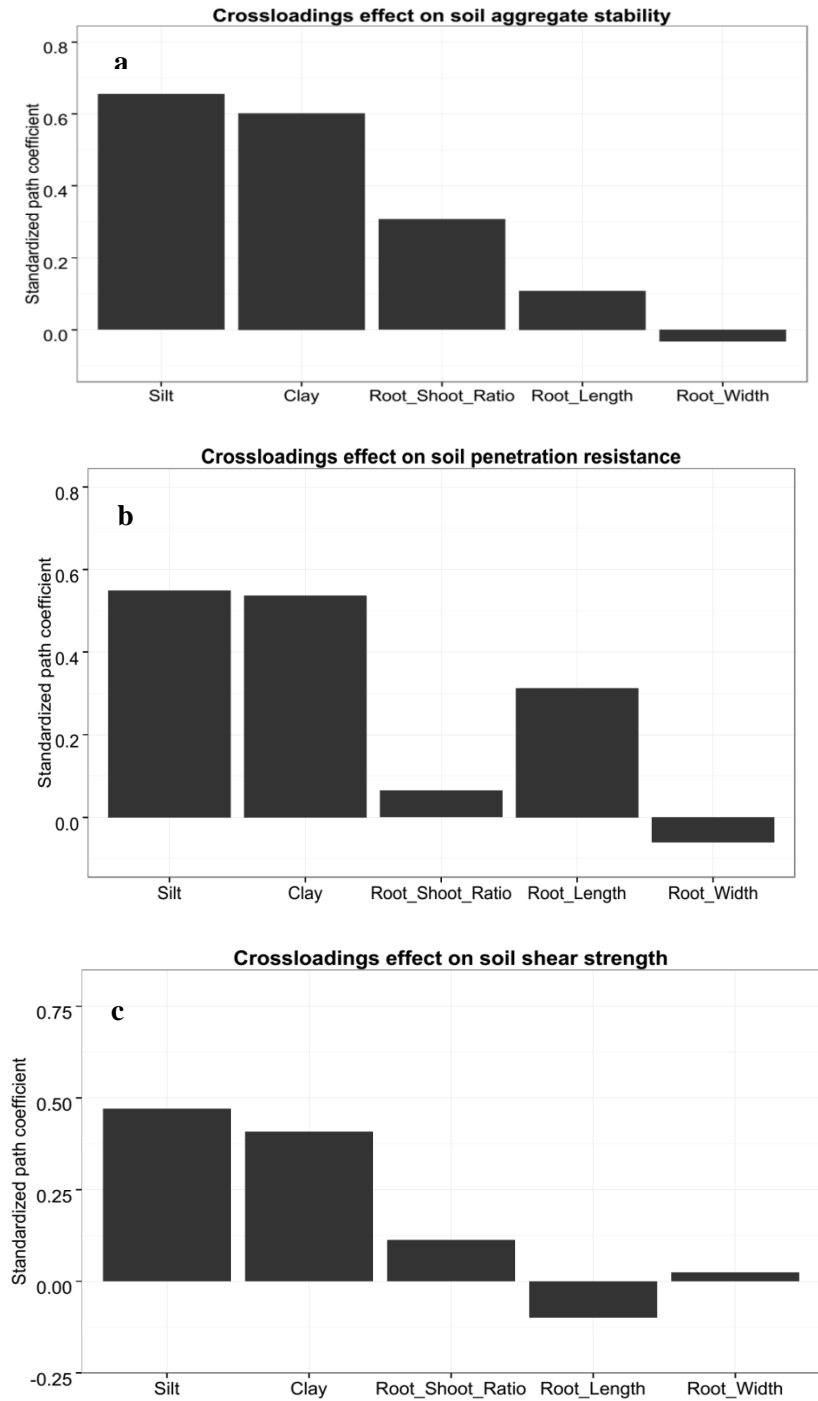 Crossloadings effect on soil aggregate stability
a
Standardized path coefficient
0.8
0.6
0.4
0.2
0.0
Silt Clay Root_Shoot_Ratio Root_Length Root_Width
Crossloadings effect on soil penetration resistance
b
Standardized path coefficient
0.8
0.6
0.4
0.2
0.0
Silt Clay Root_Shoot_Ratio Root_Length Root_Width
Crossloadings effect on soil shear strength
c
Standardized path coefficient
0.75
0.50
0.25
0.00
-0.25
Silt Clay Root_Shoot_Ratio Root_Length Root_Width